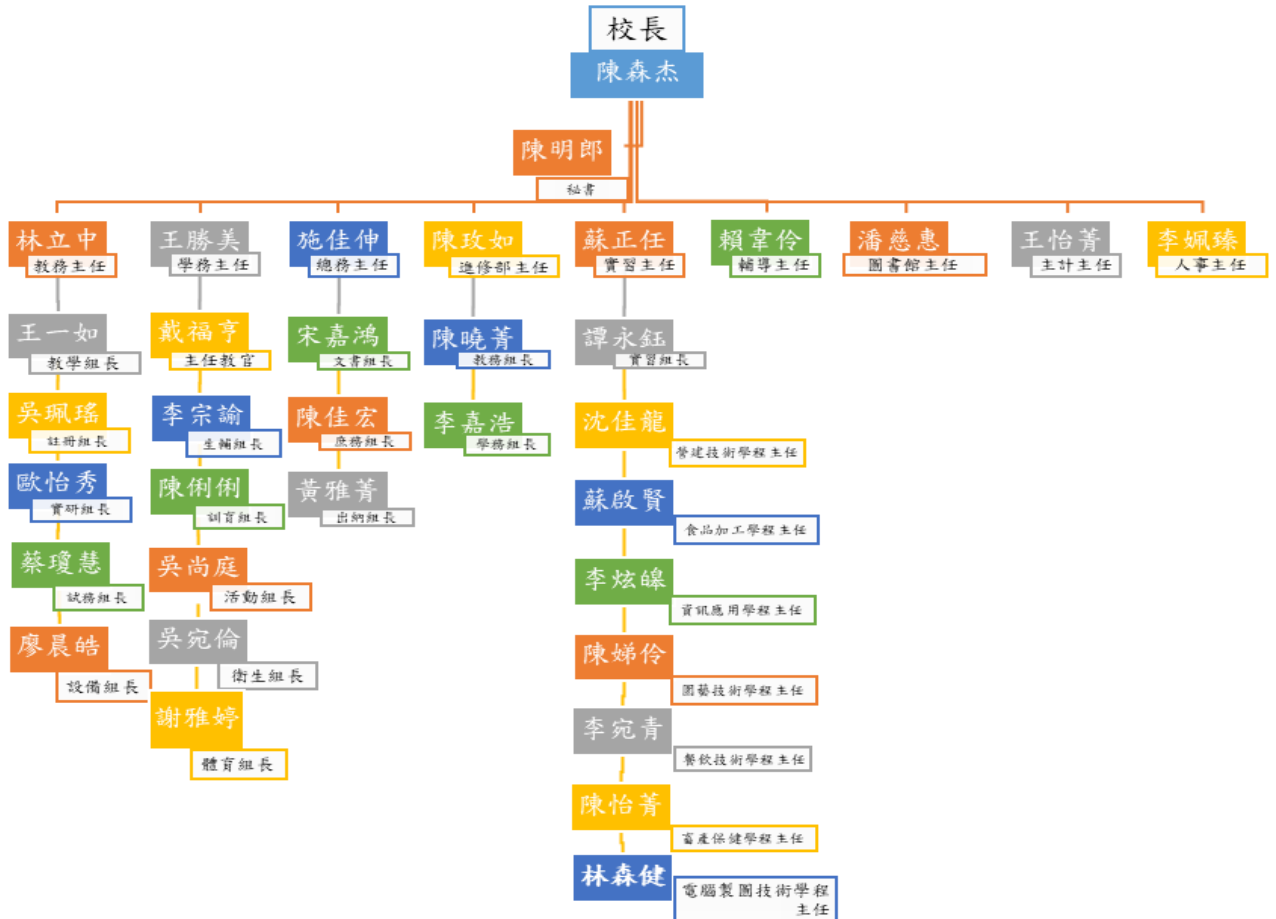 校長
陳森杰
陳明郎
秘書
林立中
教務主任
王勝美
學務主任
施佳伸
總務主任
陳玫如
進修部主任
蘇正任
實習主任
賴韋伶
輔導主任
潘慈惠
圖書館主任
王怡菁
主計主任
李姵瑧
人事主任
王一如
教學組長
吳珮瑤
註冊組長
歐怡秀
實研組長
蔡瓊慧
試務組長
廖晨皓
設備組長
戴福亨
主任教官
李宗諭
生輔組長
陳俐俐
訓育組長
吳尚庭
活動組長
吳宛倫
衛生組長
謝雅婷
體育組長
宋嘉鴻
文書組長
陳佳宏
庶務組長
黃雅菁
出納組長
陳曉菁
教務組長
李嘉浩
學務組長
譚永鈺
實習組長
沈佳龍
營建技術學程主任
蘇啟賢
食品加工學程主任
李炫皞
資訊應用學程主任
陳娣伶
園藝技術學程主任
李宛青
餐飲技術學程主任
陳怡菁
畜產保健學程主任
林森健
電腦製圖技術學程
主任